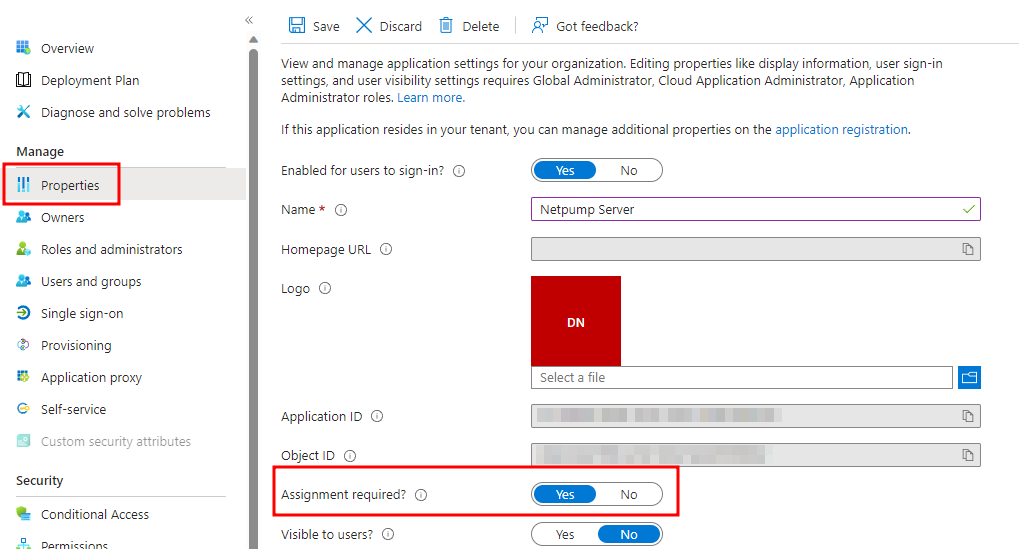 Overview
Deployment Plan
Diagnose and solve problems
Manage
Properties
Owners
Roles and administrators
Users and groups
Single sign-on
Provisioning
Application proxy
Self-service
Custom security attributes
Security
Conditional Access
Permissions
Save Discard Delete Got feedback?
View and manage application settings for your organization. Editing properties like display information, user sign-in
settings, and user visibility settings requires Global Administrator, Cloud Application Administrator, Application
Administrator roles. Learn more.
If this application resides in your tenant, you can manage additional properties on the application registration.
Enabled for users to sign-in? Yes No
Name * Netpump Server
Homepage URL
Logo
DN
Select a file
Application ID
Object ID
Assignment required? Yes No
Visible to users? Yes No